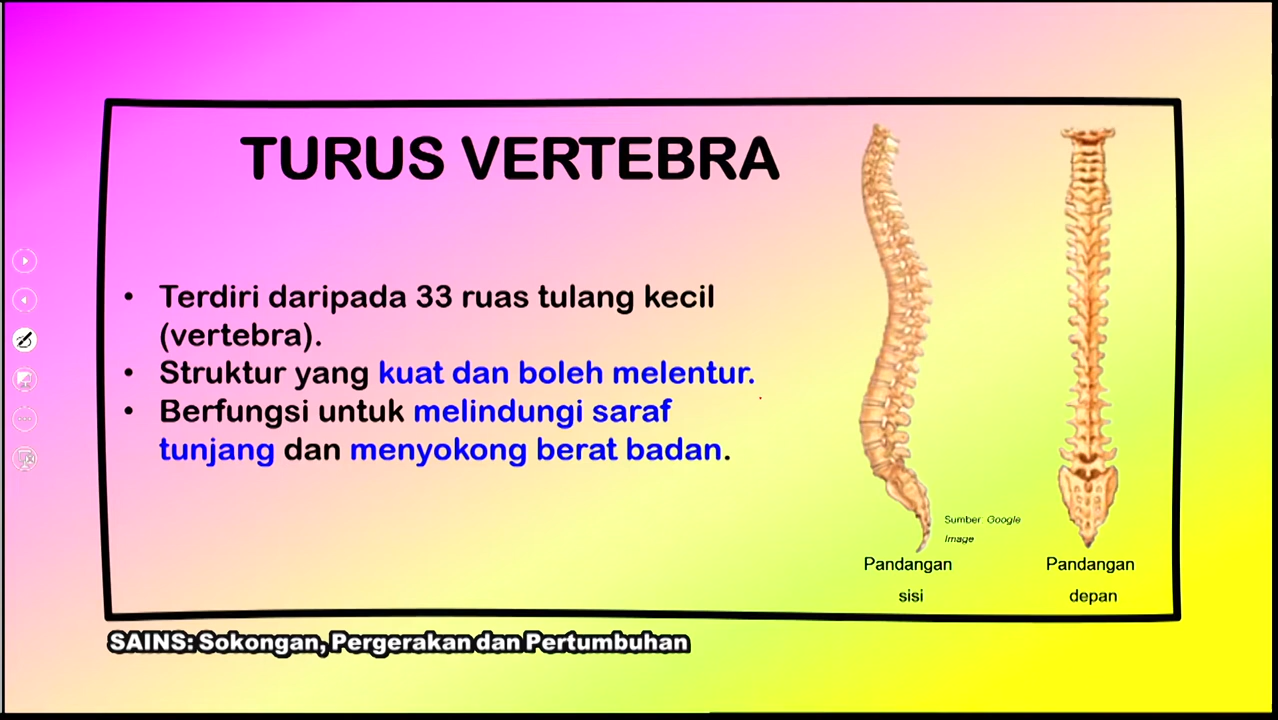 TURUS VERTEBRA
• Terdiri daripada 33 ruas tulang kecil
(vertebra).
• Struktur yang kuat dan boleh melentur.
• Berfungsi untuk melindungi saraf
tunjang dan menyokong berat badan.
Sumber: Google
Image
Pandangan
sisi
Pandangan
depan
SAINS: Sokongan, Pergerakan dan Pertumbuhan